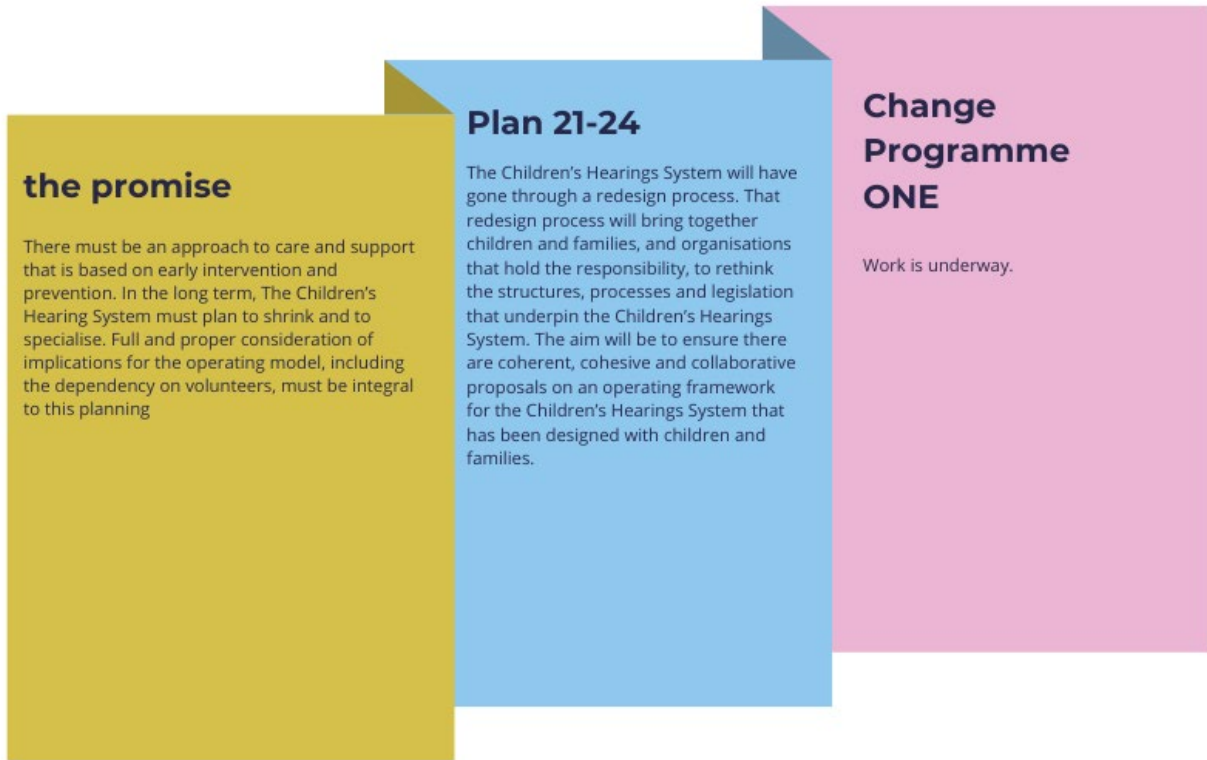 the promise
There must be an approach to care and support
that is based on early intervention and
prevention. In the long term, The Children’s
Hearing System must plan to shrink and to
specialise. Full and proper consideration of
implications for the operating model, including
the dependency on volunteers, must be integral
to this planning
Plan 21-24
The Children’s Hearings System will have
gone through a redesign process. That
redesign process will bring together
children and families, and organisations
that hold the responsibility, to rethink
the structures, processes and legislation
that underpin the Children’s Hearings
System. The aim will be to ensure there
are coherent, cohesive and collaborative
proposals on an operating framework
for the Children’s Hearings System that
has been designed with children and
families.
Change
Programme
ONE
Work is underway.